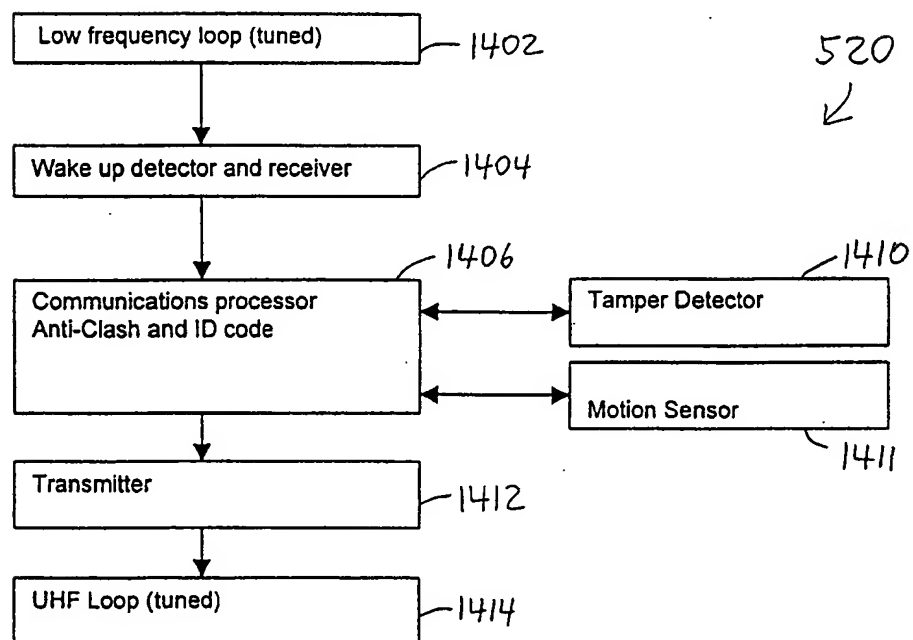 Low frequency loop (tuned)
1402
520
Wake up detector and receiver
1404
1406
Communications processor
Anti-Clash and ID code
1410
Tamper Detector
Motion Sensor
1411
Transmitter
1412
UHF Loop (tuned)
1414